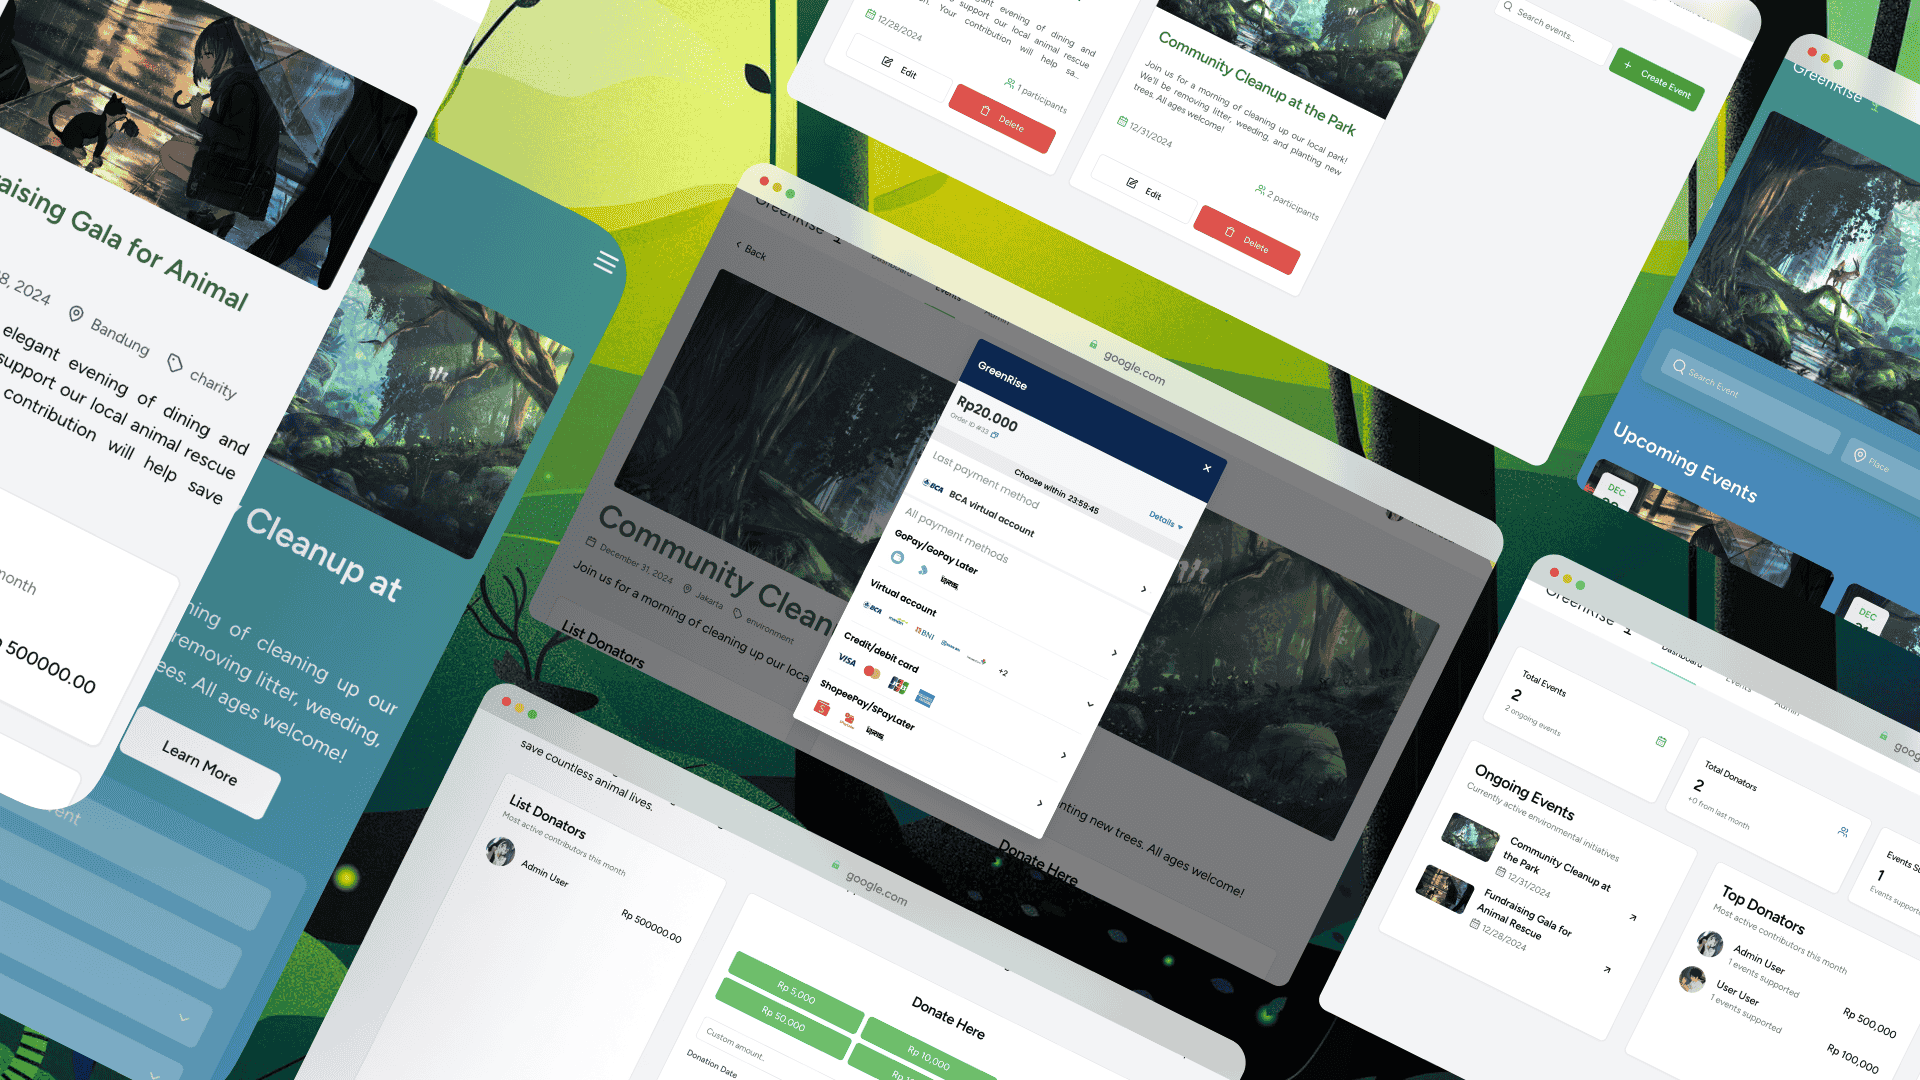 raising Gala for Animal
8, 2024
Bandung
charity
elegant evening of dining and
support our local animal rescue
contribution will help save
month
500000.00
Cleanup at
ning of cleaning up our
removing litter, weeding,
All ages welcome!
Learn More
elegant evening of dining and
support our local animal rescue
Your contribution will help sa...
12/28/2024
1 participants
Edit
Delete
Community Cleanup at the Park
Join us for a morning of cleaning up our local park!
We'll be removing litter, weeding, and planting new
trees. All ages welcome!
12/31/2024
2 participants
Edit
Delete
Search events...
+ Create Event
GreenRise
Search Event
Place
Upcoming Events
DEC
DEC
GreenRise
Back
Dashboard
Events
Admin
google.com
Community Clean
December 31, 2024
Jakarta
environment
Join us for a morning of cleaning up our loca
nting new trees. All ages welcome!
List Donators
Donate Here
GreenRise
Rp20.000
Order ID #33
Choose within 23:59:45
Details
Last payment method
BCA
BCA virtual account
All payment methods
GoPay/GoPay Later
QRIS
Virtual account
BCA
BNI
+2
Credit/debit card
VISA
JCB
ShopeePay/SPayLater
QRIS
google.com
save countless animal lives.
List Donators
Most active contributors this month
Admin User
Rp 500000.00
Donate Here
Rp 5,000
Rp 10,000
Rp 50,000
Custom amount..
Donation Date
GreenRise
Dashboard
Events
Admin
Total Events
2
2 ongoing events
Total Donators
2
+0 from last month
1
Ongoing Events
Currently active environmental initiatives
Community Cleanup at
the Park
12/31/2024
Fundraising Gala for
Animal Rescue
12/28/2024
Top Donators
Most active contributors this month
Admin User
1 events supported
Rp 500,000
User User
1 events supported
Rp 100,000